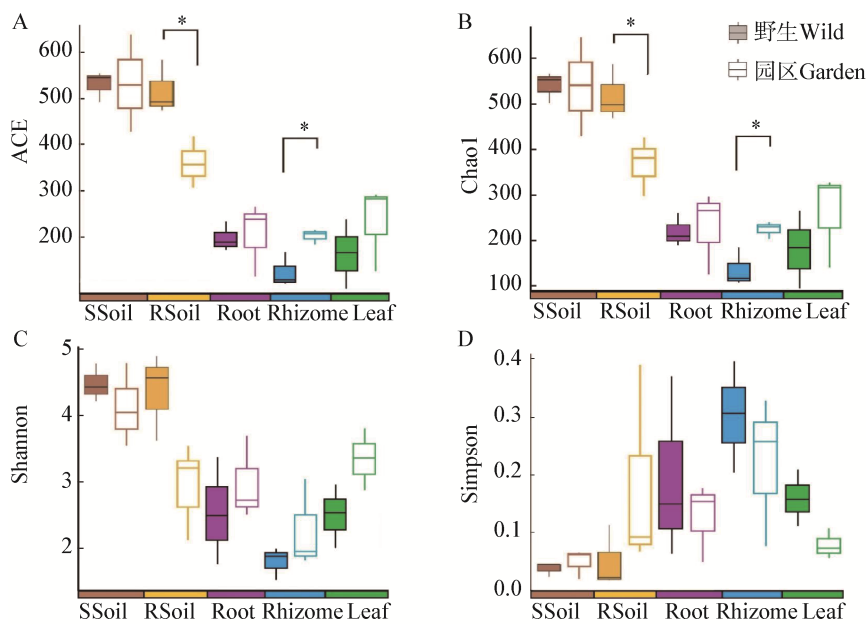 A
600
500
400
300
200
ACE
*
*
SSoil RSoil Root Rhizome Leaf
B
600
500
400
300
200
100
Chao1
*
*
野生Wild
园区Garden
SSoil RSoil Root Rhizome Leaf
C
5
4
3
2
Shannon
SSoil RSoil Root Rhizome Leaf
D
0.4
0.3
0.2
0.1
0.0
Simpson
SSoil RSoil Root Rhizome Leaf